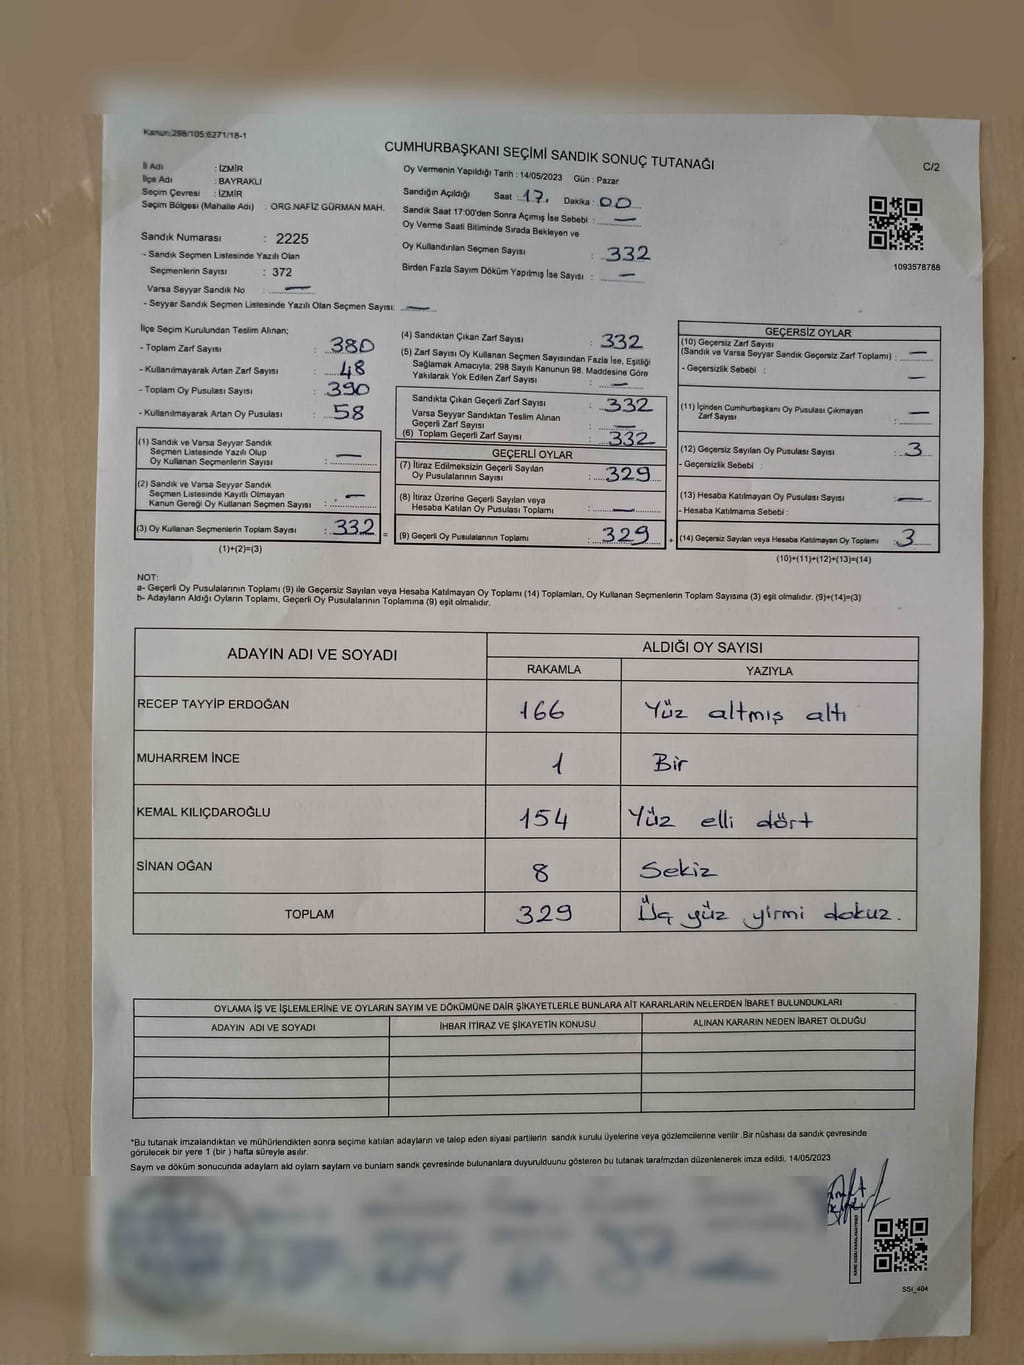 Kanun:298/105;6271/18-1
CUMHURBAŞKANI SEÇİMİ SANDIK SONUÇ TUTANAĞI
C/2
İl Adı : İZMİR
İlçe Adı : BAYRAKLI
Seçim Çevresi : İZMİR
Seçim Bölgesi (Mahalle Adı) : ORG.NAFİZ GÜRMAN MAH.
Sandık Numarası : 2225
- Sandık Seçmen Listesinde Yazılı Olan
Seçmenlerin Sayısı : 372
Varsa Seyyar Sandık No : —
- Seyyar Sandık Seçmen Listesinde Yazılı Olan Seçmen Sayısı: —
Oy Vermenin Yapıldığı Tarih : 14/05/2023 Gün : Pazar
Sandığın Açıldığı Saat : 17. Dakika : 00
Sandık Saat 17:00'den Sonra Açımış İse Sebebi : —
Oy Verme Saati Bitiminde Sırada Bekleyen ve
Oy Kullandırılan Seçmen Sayısı : 332
Birden Fazla Sayım Döküm Yapılmış İse Sayısı : —
1093578788
İlçe Seçim Kurulundan Teslim Alınan;
- Toplam Zarf Sayısı : 380
- Kullanılmayarak Artan Zarf Sayısı : 48
- Toplam Oy Pusulası Sayısı : 390
- Kullanılmayarak Artan Oy Pusulası : 58
(1) Sandık ve Varsa Seyyar Sandık
Seçmen Listesinde Yazılı Olup
Oy Kullanan Seçmenlerin Sayısı : —
(2) Sandık ve Varsa Seyyar Sandık
Seçmen Listesinde Kayıtlı Olmayan
Kanun Gereği Oy Kullanan Seçmen Sayısı : —
(3) Oy Kullanan Seçmenlerin Toplam Sayısı : 332 =
(1)+(2)=(3)
(4) Sandıktan Çıkan Zarf Sayısı : 332
(5) Zarf Sayısı Oy Kullanan Seçmen Sayısından Fazla İse, Eşitliği
Sağlamak Amacıyla, 298 Sayılı Kanunun 98. Maddesine Göre
Yakılarak Yok Edilen Zarf Sayısı : —
Sandıkta Çıkan Geçerli Zarf Sayısı : 332
Varsa Seyyar Sandıktan Teslim Alınan
Geçerli Zarf Sayısı : —
(6) Toplam Geçerli Zarf Sayısı : 332
GEÇERLİ OYLAR
(7) İtiraz Edilmeksizin Geçerli Sayılan
Oy Pusulalarının Sayısı : 329
(8) İtiraz Üzerine Geçerli Sayılan veya
Hesaba Katılan Oy Pusulası Toplamı : —
(9) Geçerli Oy Pusulalarının Toplamı : 329 +
GEÇERSİZ OYLAR
(10) Geçersiz Zarf Sayısı
(Sandık ve Varsa Seyyar Sandık Geçersiz Zarf Toplamı) : —
- Geçersizlik Sebebi : —
(11) İçinden Cumhurbaşkanı Oy Pusulası Çıkmayan
Zarf Sayısı : —
(12) Geçersiz Sayılan Oy Pusulası Sayısı : 3
- Geçersizlik Sebebi :
(13) Hesaba Katılmayan Oy Pusulası Sayısı : —
- Hesaba Katılmama Sebebi :
(14) Geçersiz Sayılan veya Hesaba Katılmayan Oy Toplamı : 3
(10)+(11)+(12)+(13)=(14)
NOT:
a- Geçerli Oy Pusulalarının Toplamı (9) ile Geçersiz Sayılan veya Hesaba Katılmayan Oy Toplamı (14) Toplamları, Oy Kullanan Seçmenlerin Toplam Sayısına (3) eşit olmalıdır. (9)+(14)=(3)
b- Adayların Aldığı Oyların Toplamı, Geçerli Oy Pusulalarının Toplamına (9) eşit olmalıdır.
ADAYIN ADI VE SOYADI ALDIĞI OY SAYISI
RAKAMLA YAZIYLA
RECEP TAYYİP ERDOĞAN 166 Yüz altmış altı
MUHARREM İNCE 1 Bir
KEMAL KILIÇDAROĞLU 154 Yüz elli dört
SİNAN OĞAN 8 Sekiz
TOPLAM 329 Üç yüz yirmi dokuz.
OYLAMA İŞ VE İŞLEMLERİNE VE OYLARIN SAYIM VE DÖKÜMÜNE DAİR ŞİKAYETLERLE BUNLARA AİT KARARLARIN NELERDEN İBARET BULUNDUKLARI
ADAYIN ADI VE SOYADI İHBAR İTİRAZ VE ŞİKAYETİN KONUSU ALINAN KARARIN NEDEN İBARET OLDUĞU
*Bu tutanak imzalandıktan ve mühürlendikten sonra seçime katılan adayların ve talep eden siyasi partilerin sandık kurulu üyelerine veya gözlemcilerine verilir .Bir nüshası da sandık çevresinde
görülecek bir yere 1 (bir ) hafta süreyle asılır.
Saym ve döküm sonucunda adaylarn ald oylarn saylarn ve bunlarn sandk çevresinde bulunanlara duyurulduunu gösteren bu tutanak tarafmzdan düzenlenerek imza edildi. 14/05/2023
SSI_404